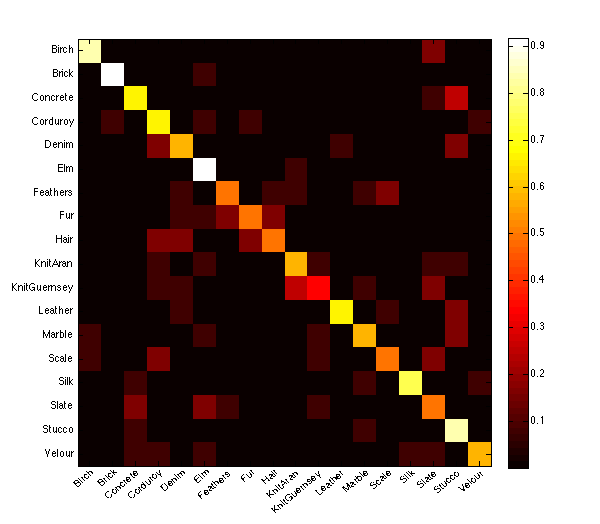 Birch
Brick
Concrete
Corduroy
Denim
Elm
Feathers
Fur
Hair
KnitAran
KnitGuernsey
Leather
Marble
Scale
Silk
Slate
Stucco
Velour
Birch Brick Concrete Corduroy Denim Elm Feathers Fur Hair KnitAran KnitGuernsey Leather Marble Scale Silk Slate Stucco Velour
0.9
0.8
0.7
0.6
0.5
0.4
0.3
0.2
0.1